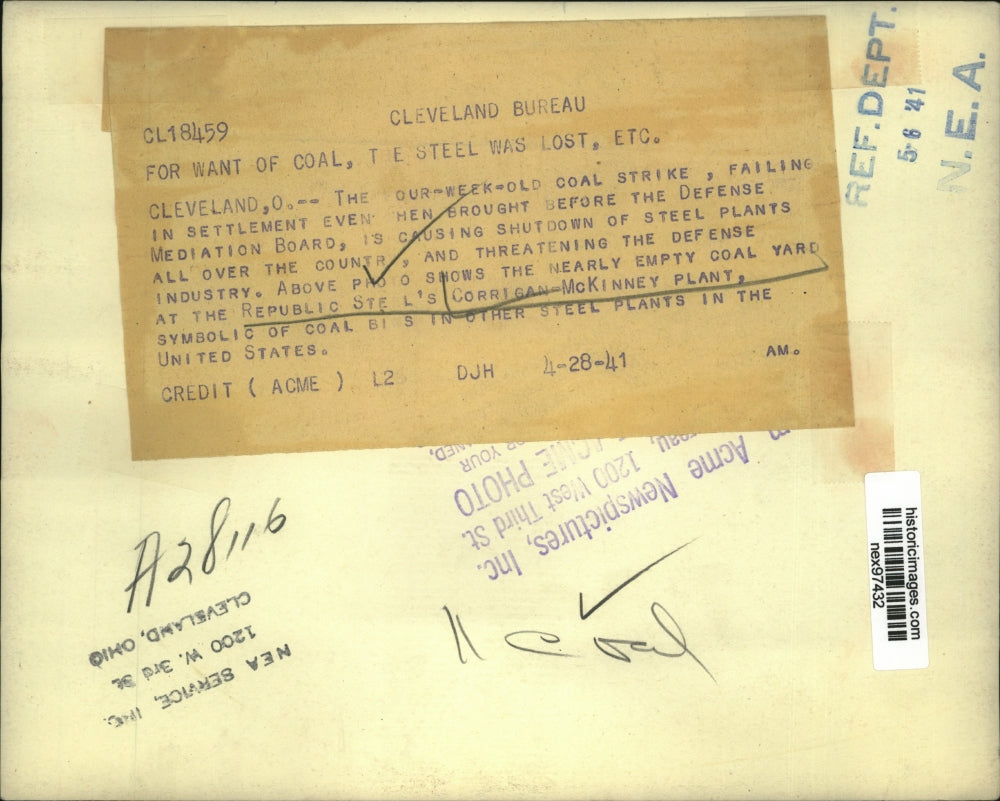 CLEVELAND BUREAU
CL18459
FOR WANT OF COAL, T E STEEL WAS LOST, ETC.
CLEVELAND,O.-- THE OUR-WEEK-OLD COAL STRIKE , FAILING
IN SETTLEMENT EVEN HEN BROUGHT BEFORE THE DEFENSE
MEDIATION BOARD, IS CAUSING SHUTDOWN OF STEEL PLANTS
ALL OVER THE COUNTR , AND THREATENING THE DEFENSE
INDUSTRY. ABOVE PHOTO SHOWS THE NEARLY EMPTY COAL YARD
AT THE REPUBLIC STE L'S CORRIGAN-MCKINNEY PLANT,
SYMBOLIC OF COAL BI S IN OTHER STEEL PLANTS IN THE
UNITED STATES.
CREDIT ( ACME ) L2 DJH 4-28-41 AM.
REF. DEPT.
5·6 '41
N.E.A.
Acme Newspictures, Inc.
1200 West Third St.
ACME PHOTO
OR YOUR
A28116
NEA SERVICE, INC.
1200 W. 3rd St
CLEVELAND, OHIO
Coal
historicimages.com
nex97432